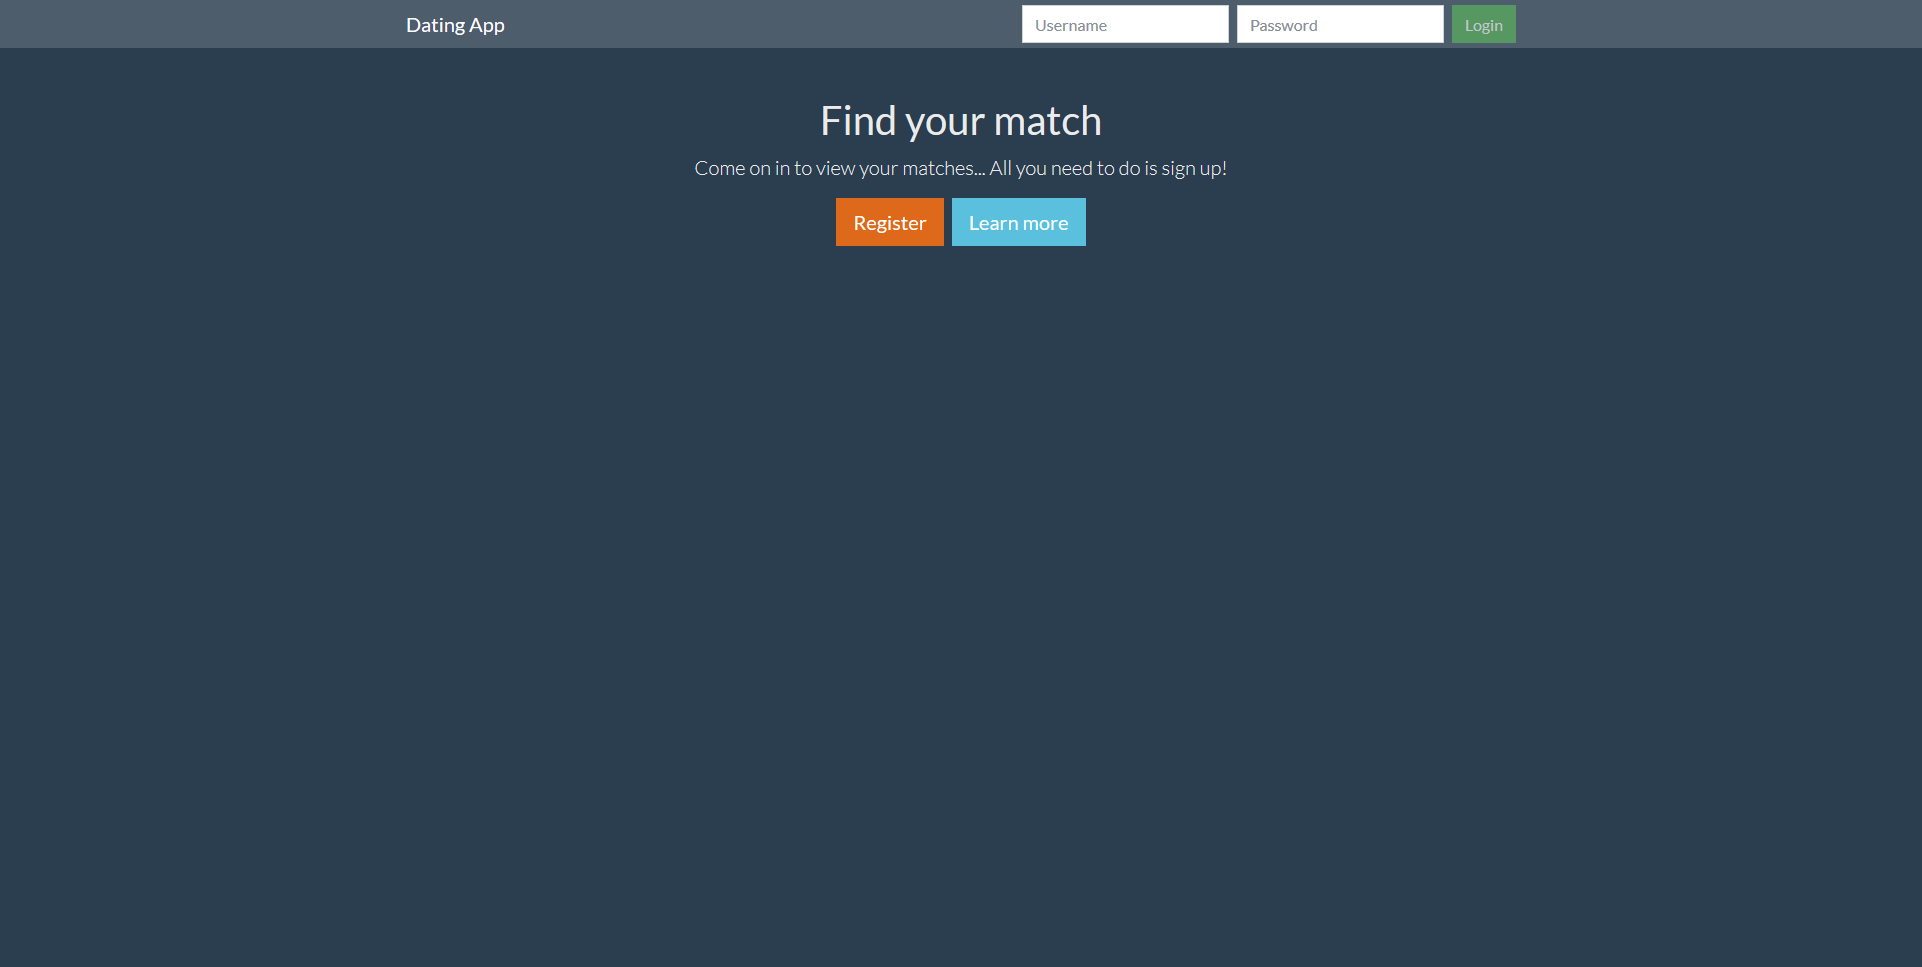 Dating App
Username
Password
Login
Find your match
Come on in to view your matches... All you need to do is sign up!
Register
Learn more